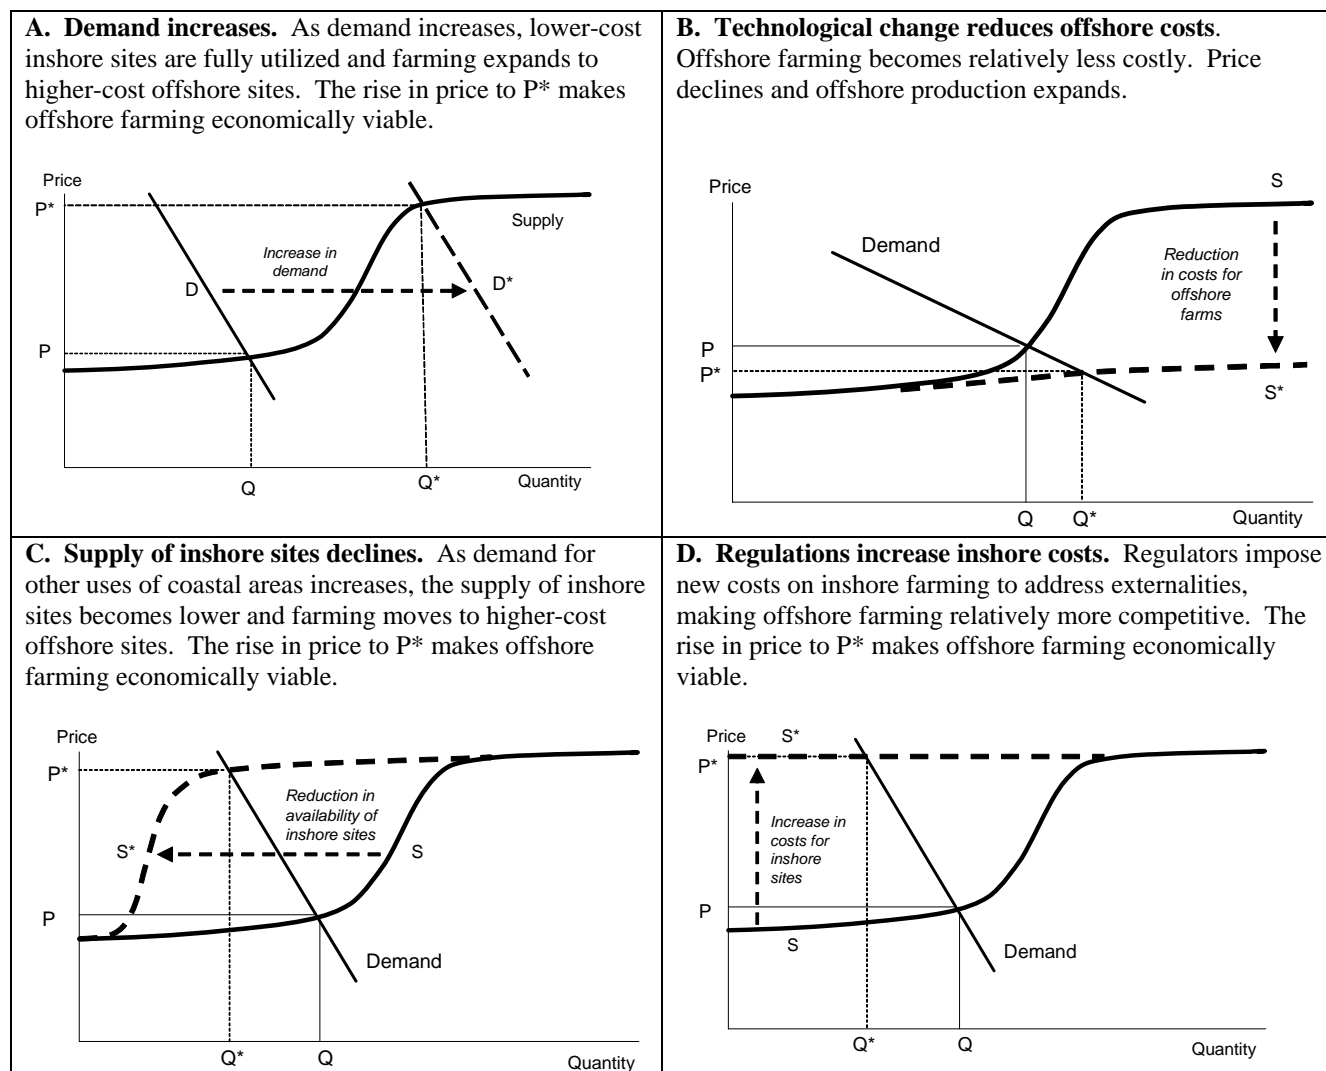 A. Demand increases. As demand increases, lower-cost
inshore sites are fully utilized and farming expands to
higher-cost offshore sites. The rise in price to P* makes
offshore farming economically viable.
Price
P*
Supply
Increase in
demand
D
D*
P
Q
Q*
Quantity
B. Technological change reduces offshore costs.
Offshore farming becomes relatively less costly. Price
declines and offshore production expands.
Price
S
Demand
Reduction
in costs for
offshore
farms
P
P*
S*
Q
Q*
Quantity
C. Supply of inshore sites declines. As demand for
other uses of coastal areas increases, the supply of inshore
sites becomes lower and farming moves to higher-cost
offshore sites. The rise in price to P* makes offshore
farming economically viable.
Price
P*
Reduction in
availability of
inshore sites
S*
S
P
Demand
Q*
Q
Quantity
D. Regulations increase inshore costs. Regulators impose
new costs on inshore farming to address externalities,
making offshore farming relatively more competitive. The
rise in price to P* makes offshore farming economically
viable.
Price
S*
P*
Increase in
costs for
inshore
sites
P
S
Demand
Q*
Q
Quantity